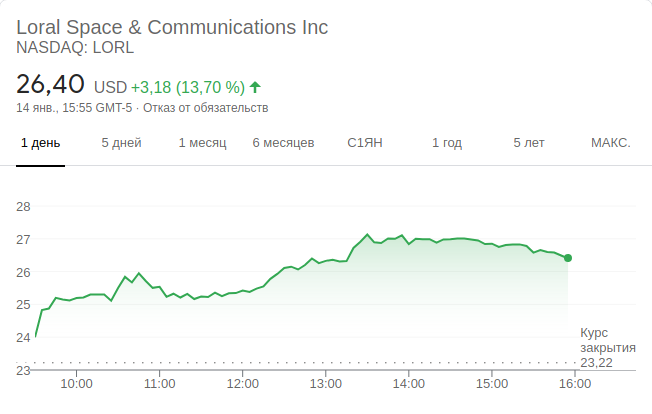 Loral Space & Communications Inc
NASDAQ: LORL
26,40 USD +3,18 (13,70 %)
14 янв., 15:55 GMT-5 · Отказ от обязательств
1 день 5 дней 1 месяц 6 месяцев С1ЯН 1 год 5 лет МАКС.
28
27
26
25
24
23
Курс
закрытия
23,22
10:00 11:00 12:00 13:00 14:00 15:00 16:00